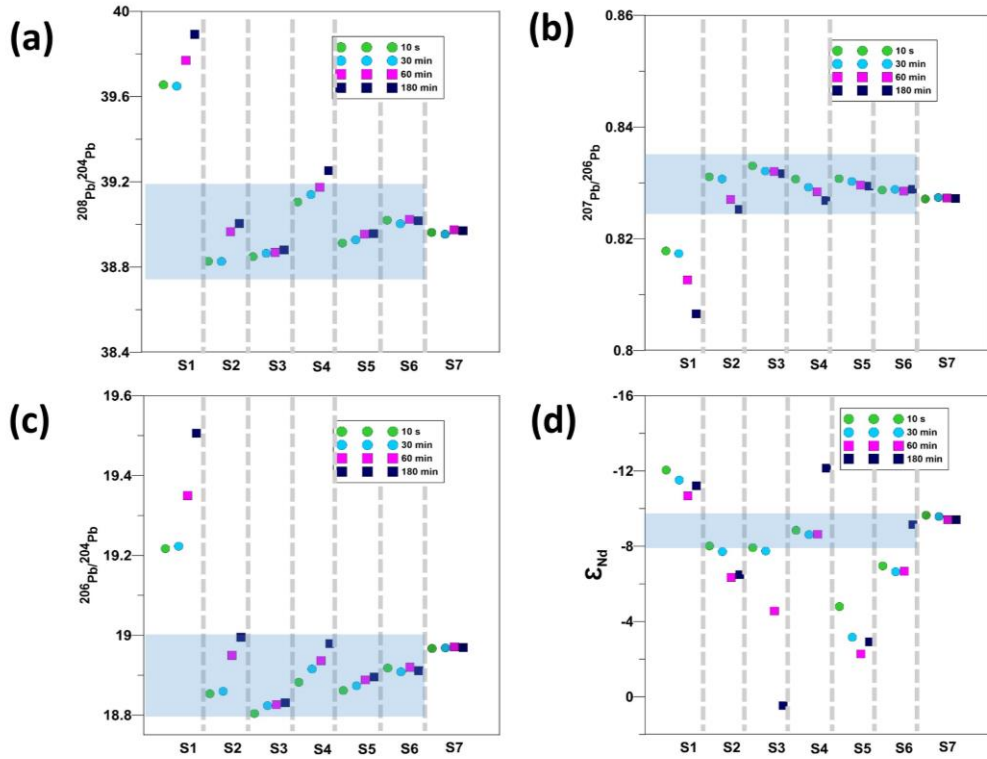 (a)
40
39.6
39.2
38.8
38.4
²⁰⁸Pb/²⁰⁴Pb
10 s
30 min
60 min
180 min
S1 S2 S3 S4 S5 S6 S7
(b)
0.86
0.84
0.82
0.8
²⁰⁷Pb/²⁰⁶Pb
10 s
30 min
60 min
180 min
S1 S2 S3 S4 S5 S6 S7
(c)
19.6
19.4
19.2
19
18.8
²⁰⁶Pb/²⁰⁴Pb
10 s
30 min
60 min
180 min
S1 S2 S3 S4 S5 S6 S7
(d)
-16
-12
-8
-4
0
εNd
10 s
30 min
60 min
180 min
S1 S2 S3 S4 S5 S6 S7